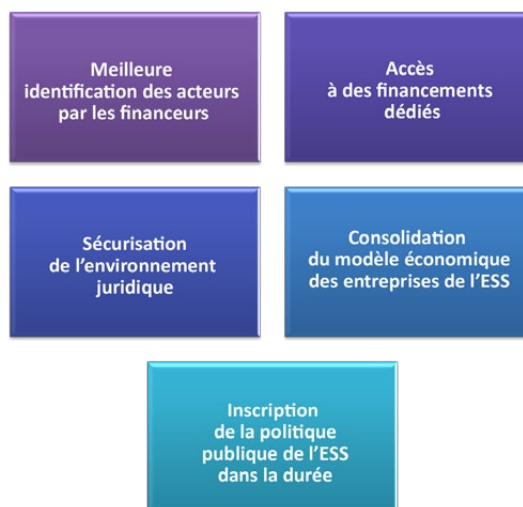 Meilleure
identification des acteurs
par les financeurs
Accès
à des financements
dédiés
Sécurisation
de l’environnement
juridique
Consolidation
du modèle économique
des entreprises de l’ESS
Inscription
de la politique
publique de l’ESS
dans la durée